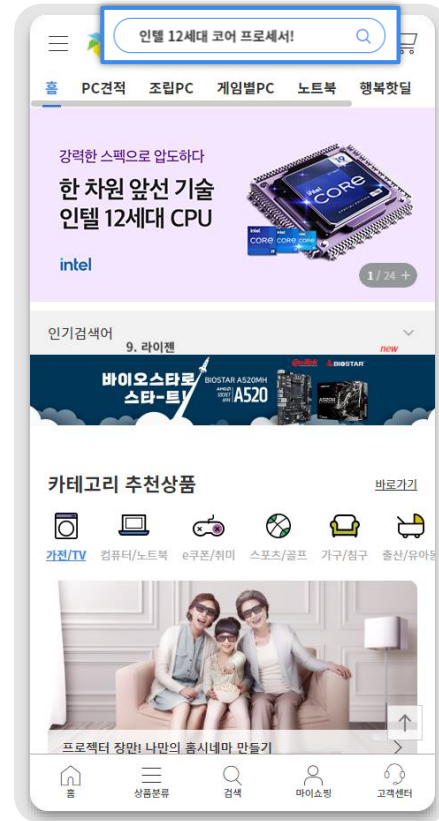 인텔 12세대 코어 프로세서!
홈 PC견적 조립PC 게임별PC 노트북 행복핫딜
강력한 스펙으로 압도하다
한 차원 앞선 기술
인텔 12세대 CPU
intel
CORE
i9
CORE CORE CORE
1 / 24 +
인기검색어
9. 라이젠 new
BIOSTAR
바이오스타로
스타-트
BIOSTAR A520MH
AMD
A520
카테고리 추천상품 바로가기
가전/TV 컴퓨터/노트북 e쿠폰/취미 스포츠/골프 가구/침구 출산/유아동
프로젝터 장만! 나만의 홈시네마 만들기
홈 상품분류 검색 마이쇼핑 고객센터